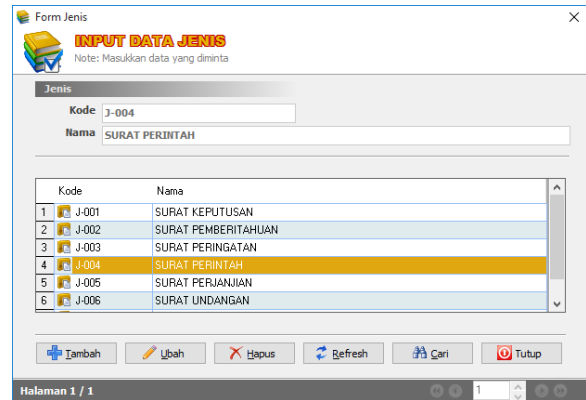 Form Jenis
INPUT DATA JENIS
Note: Masukkan data yang diminta
Jenis
Kode J-004
Nama SURAT PERINTAH
Kode Nama
1 J-001 SURAT KEPUTUSAN
2 J-002 SURAT PEMBERITAHUAN
3 J-003 SURAT PERINGATAN
4 J-004 SURAT PERINTAH
5 J-005 SURAT PERJANJIAN
6 J-006 SURAT UNDANGAN
Tambah Ubah Hapus Refresh Cari Tutup
Halaman 1 / 1 1